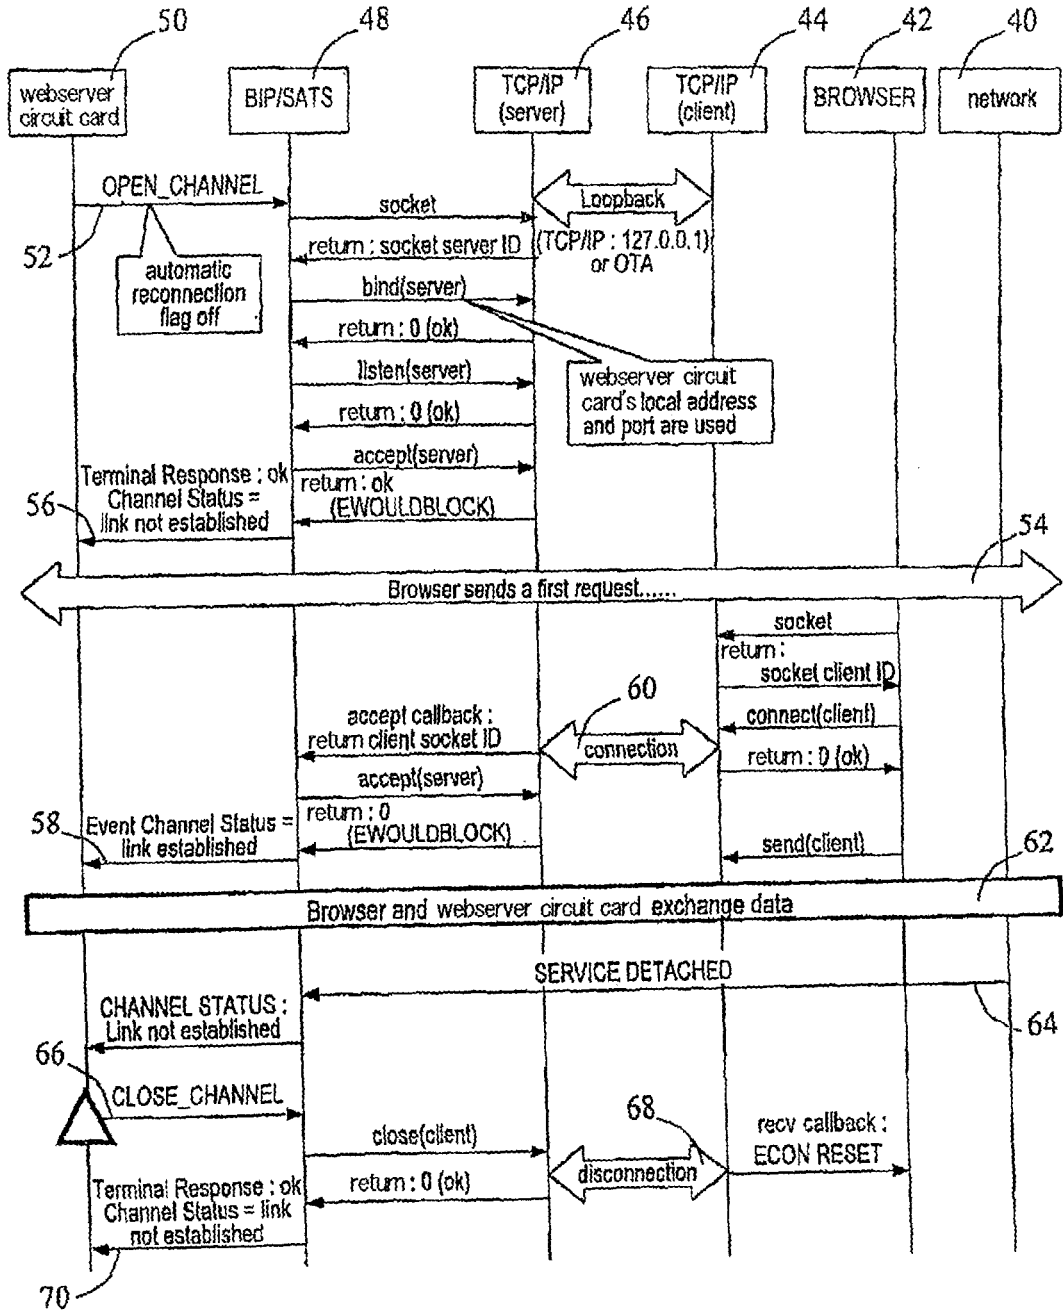 50
48
46
44
42
40
webserver
circuit card
BIP/SATS
TCP/IP
(server)
TCP/IP
(client)
BROWSER
network
OPEN_CHANNEL
52
automatic
reconnection
flag off
socket
Loopback
(TCP/IP : 127.0.0.1)
or OTA
return : socket server ID
bind(server)
return : 0 (ok)
listen(server)
webserver circuit
card's local address
and port are used
return : 0 (ok)
accept(server)
return : ok
(EWOULDBLOCK)
Terminal Response : ok
Channel Status =
link not established
56
54
Browser sends a first request......
socket
return :
socket client ID
connect(client)
60
connection
accept callback :
return client socket ID
return : 0 (ok)
accept(server)
return : 0
(EWOULDBLOCK)
58
Event Channel Status =
link established
send(client)
62
Browser and webserver circuit card exchange data
SERVICE DETACHED
64
CHANNEL STATUS :
Link not established
66
CLOSE_CHANNEL
close(client)
68
disconnection
recv callback :
ECON RESET
return : 0 (ok)
Terminal Response : ok
Channel Status = link
not established
70